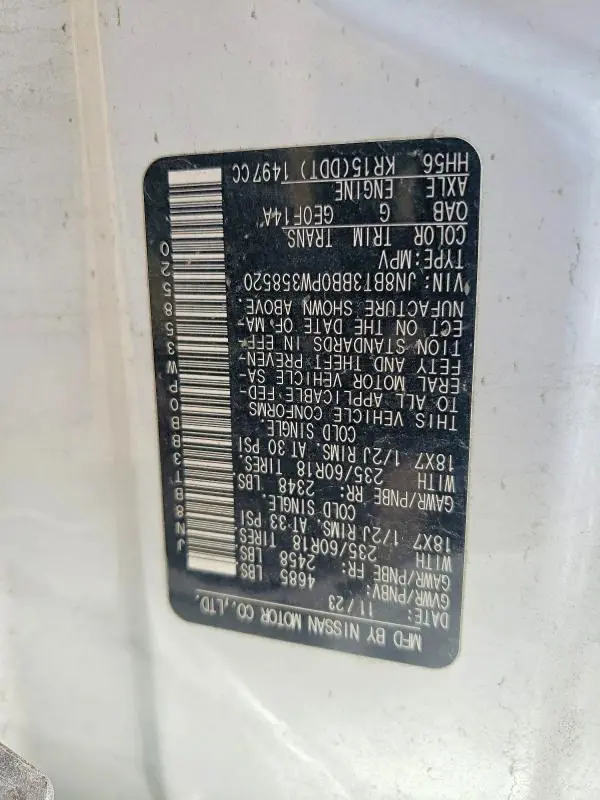 MFD BY NISSAN MOTOR CO.,LTD.
DATE: 11/23
GVWR/PNBV: 4685 LBS
GAWR/PNBE FR: 2458 LBS
WITH 235/60R18 TIRES.
18X7 1/2J RIMS. AT 33 PSI
COLD SINGLE.
GAWR/PNBE RR: 2348 LBS
WITH 235/60R18 TIRES.
18X7 1/2J RIMS. AT 30 PSI
COLD SINGLE.
THIS VEHICLE CONFORMS
TO ALL APPLICABLE FED-
ERAL MOTOR VEHICLE SA-
FETY AND THEFT PREVEN-
TION STANDARDS IN EFF-
ECT ON THE DATE OF MA-
NUFACTURE SHOWN ABOVE.
VIN: JN8BT3BB0PW358520
TYPE:MPV
COLOR TRIM TRANS
QAB G GE0F14A
AXLE ENGINE
HH56 KR15(DDT) 1497CC
JN8BT3BB0PW358520